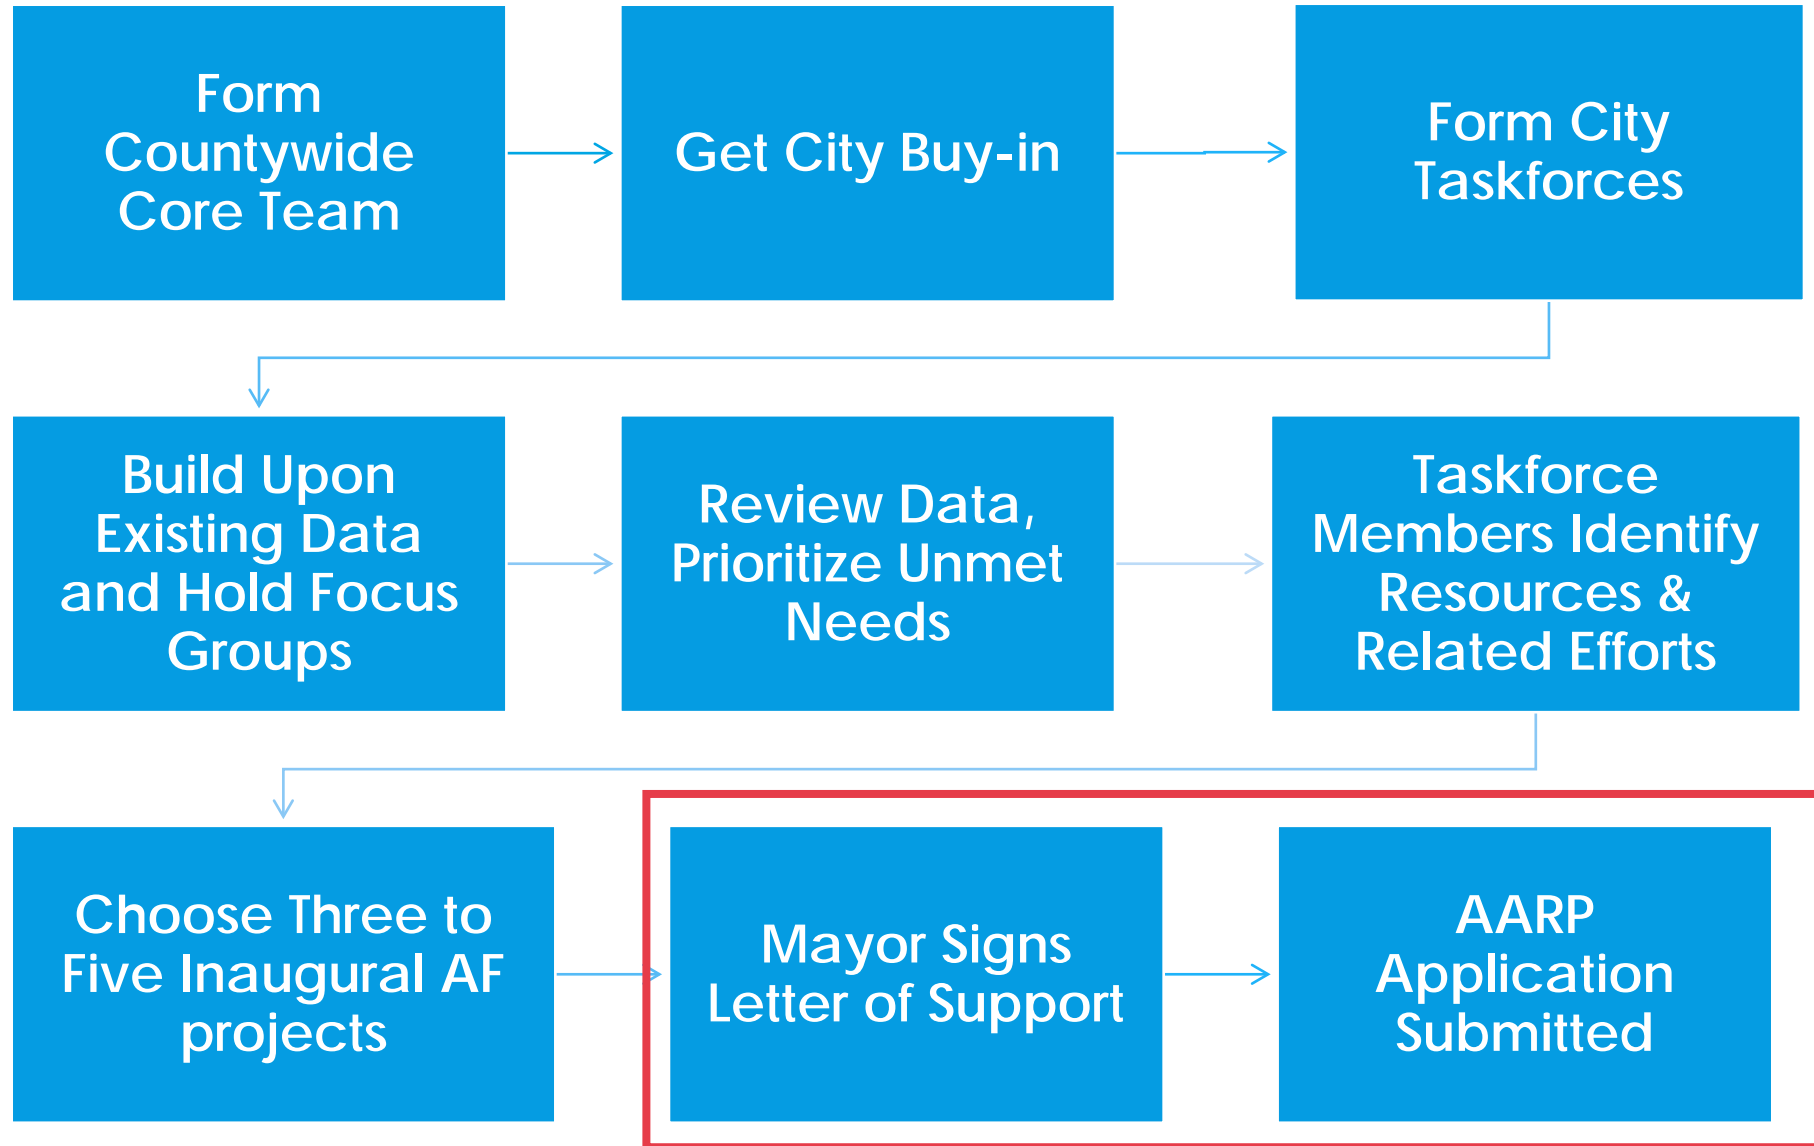 Form
Countywide
Core Team
Get City Buy-in
Form City
Taskforces
Build Upon
Existing Data
and Hold Focus
Groups
Review Data,
Prioritize Unmet
Needs
Taskforce
Members Identify
Resources &
Related Efforts
Choose Three to
Five Inaugural AF
projects
Mayor Signs
Letter of Support
AARP
Application
Submitted